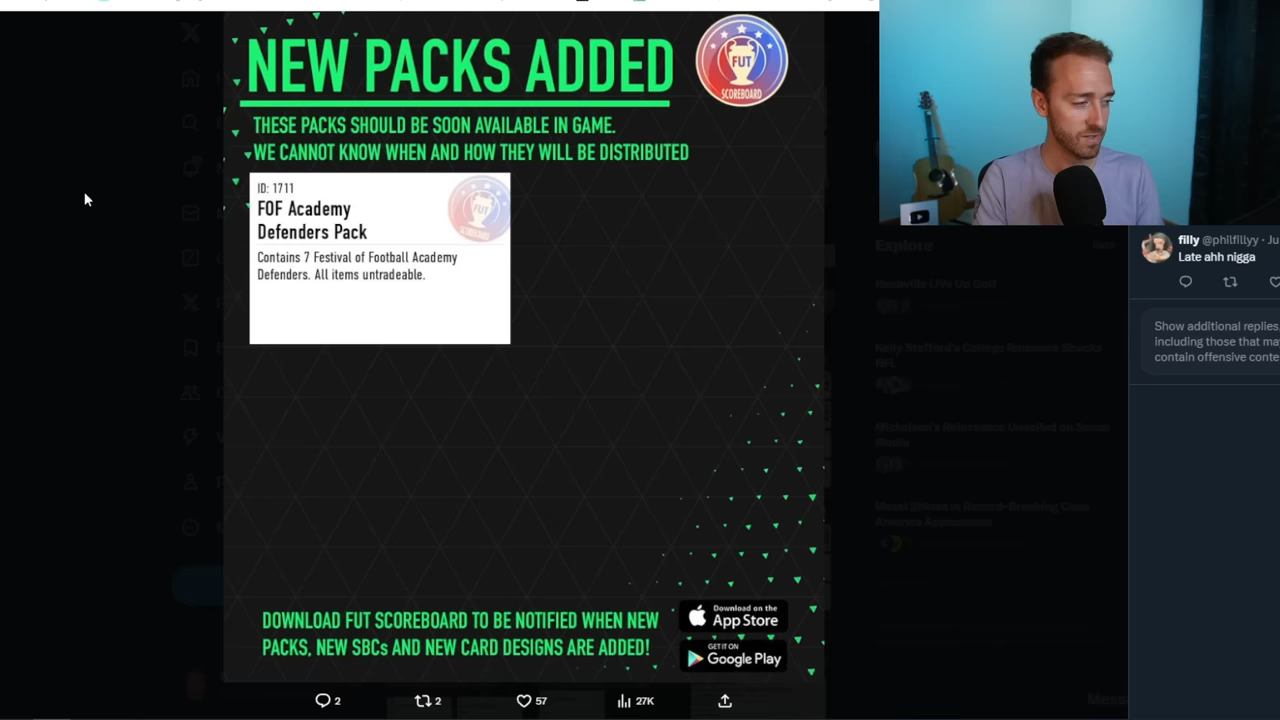 NEW PACKS ADDED
FUT
SCOREBOARD
THESE PACKS SHOULD BE SOON AVAILABLE IN GAME.
WE CANNOT KNOW WHEN AND HOW THEY WILL BE DISTRIBUTED
ID: 1711
FOF Academy
Defenders Pack
FUT
SCOREBOARD
Contains 7 Festival of Football Academy
Defenders. All items untradeable.
DOWNLOAD FUT SCOREBOARD TO BE NOTIFIED WHEN NEW
PACKS, NEW SBCs AND NEW CARD DESIGNS ARE ADDED!
Download on the
App Store
GET IT ON
Google Play
2
2
57
27K
filly @philfillyy · Ju
Late ahh nigga
Show additional replies,
including those that may
contain offensive conte
Explore